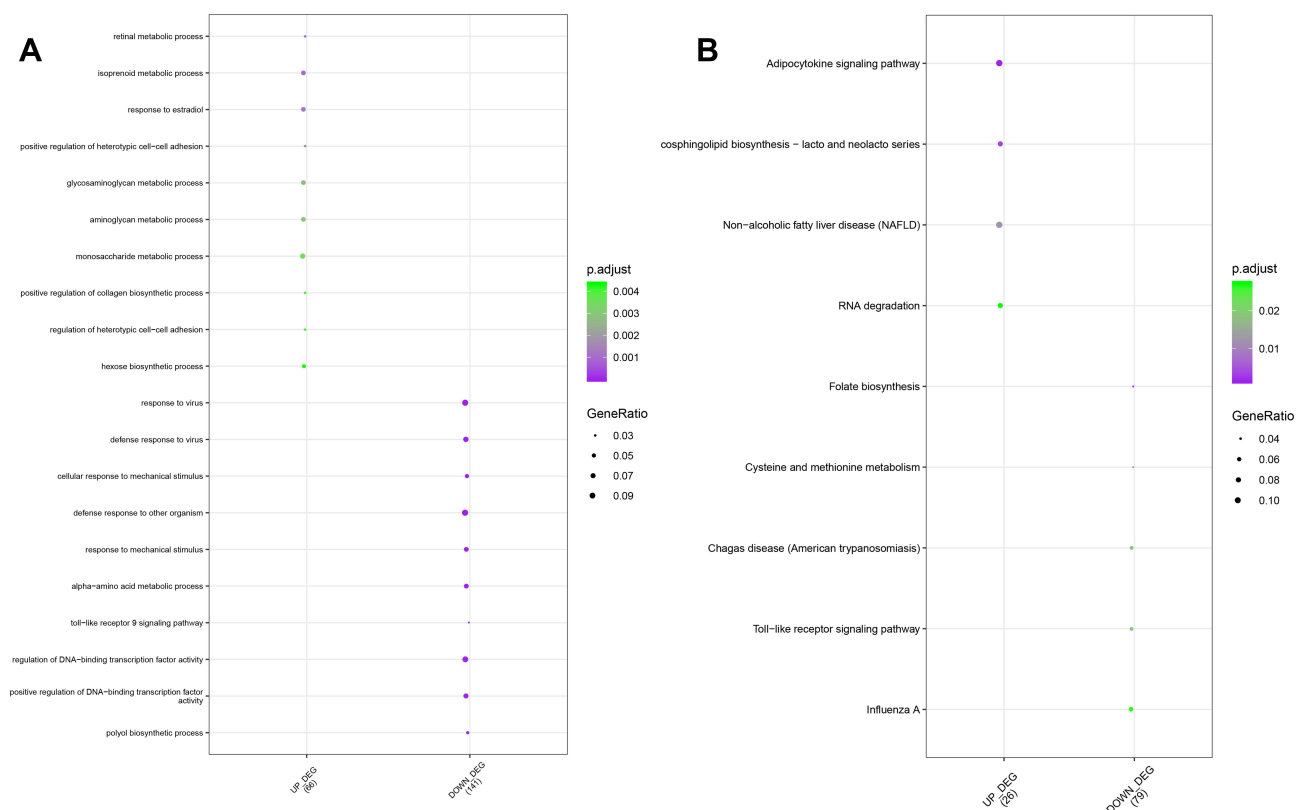 A
retinal metabolic process
isoprenoid metabolic process
response to estradiol
positive regulation of heterotypic cell−cell adhesion
glycosaminoglycan metabolic process
aminoglycan metabolic process
monosaccharide metabolic process
positive regulation of collagen biosynthetic process
regulation of heterotypic cell−cell adhesion
hexose biosynthetic process
response to virus
defense response to virus
cellular response to mechanical stimulus
defense response to other organism
response to mechanical stimulus
alpha−amino acid metabolic process
toll−like receptor 9 signaling pathway
regulation of DNA−binding transcription factor activity
positive regulation of DNA−binding transcription factor
activity
polyol biosynthetic process
UP_DEG
(66)
DOWN_DEG
(141)
p.adjust
0.004
0.003
0.002
0.001
GeneRatio
0.03
0.05
0.07
0.09
B
Adipocytokine signaling pathway
cosphingolipid biosynthesis − lacto and neolacto series
Non−alcoholic fatty liver disease (NAFLD)
RNA degradation
Folate biosynthesis
Cysteine and methionine metabolism
Chagas disease (American trypanosomiasis)
Toll−like receptor signaling pathway
Influenza A
UP_DEG
(26)
DOWN_DEG
(79)
p.adjust
0.02
0.01
GeneRatio
0.04
0.06
0.08
0.10